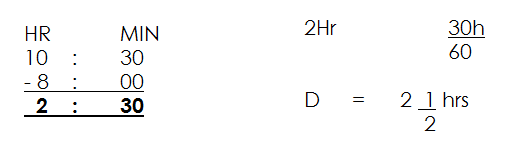 HR MIN
10 : 30
- 8 : 00
2 : 30
2Hr 30h
60
D = 2 1 hrs
2